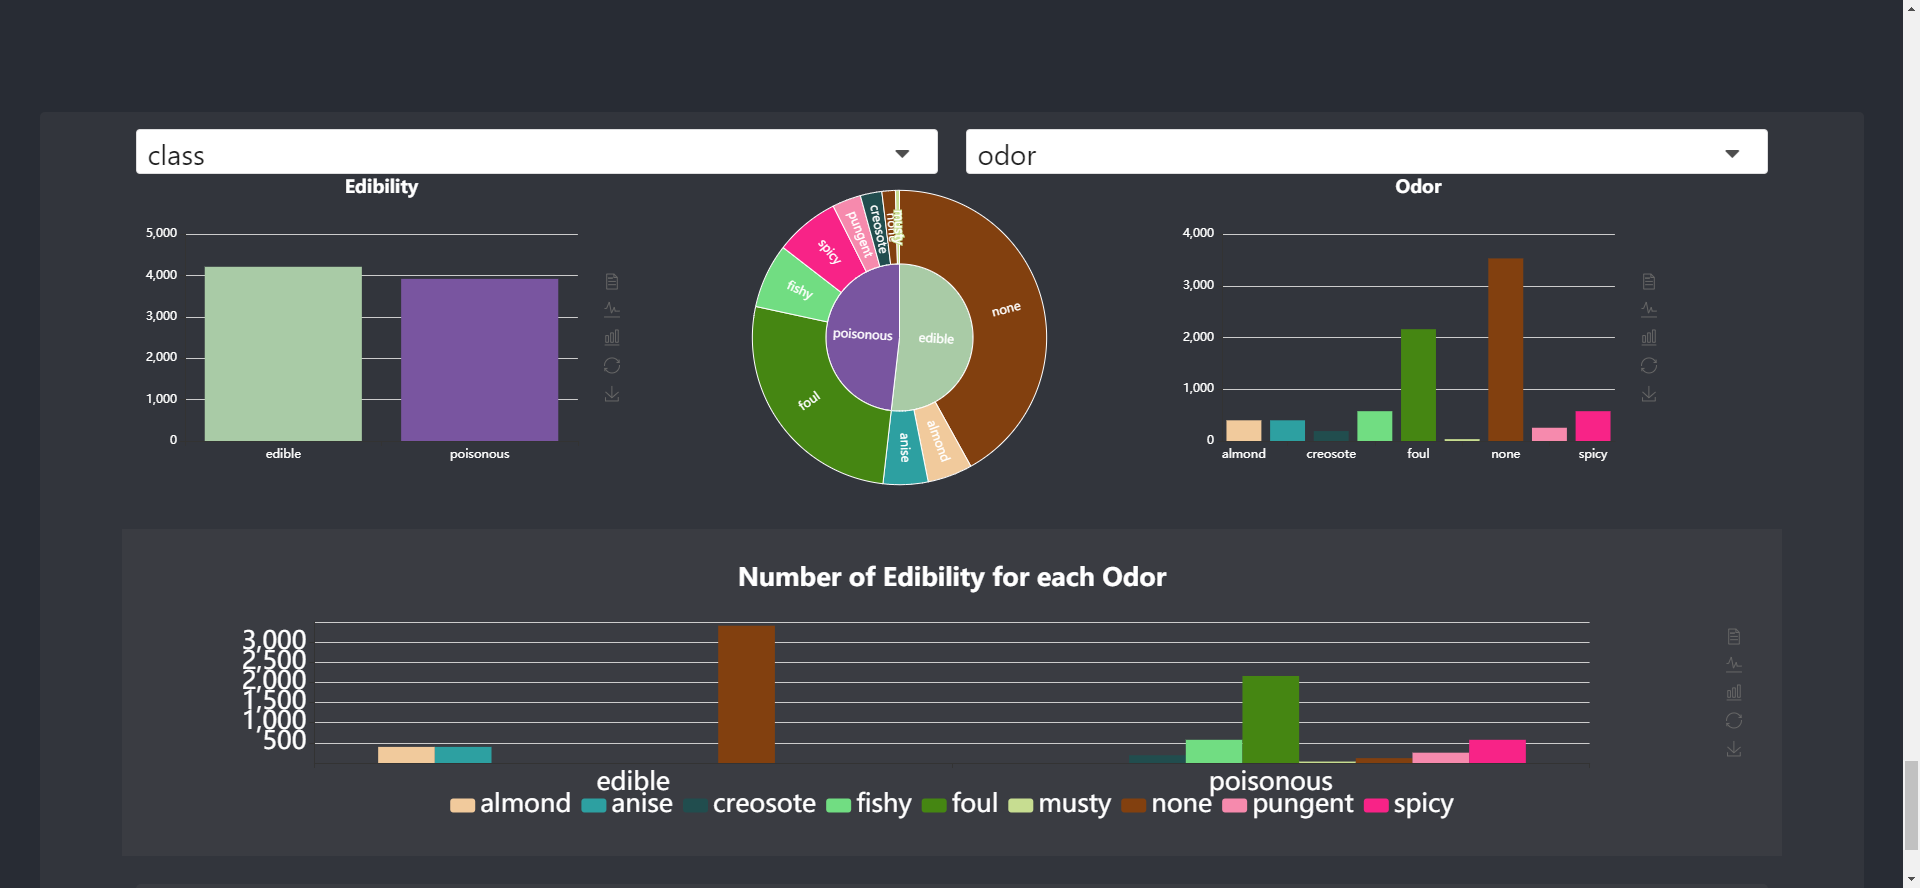 class
odor
Edibility
5,000
4,000
3,000
2,000
1,000
0
edible
poisonous
none
almond
anise
foul
fishy
spicy
pungent
creosote
none
musty
poisonous
edible
Odor
4,000
3,000
2,000
1,000
0
almond
creosote
foul
none
spicy
Number of Edibility for each Odor
3,000
2,500
2,000
1,500
1,000
500
edible
poisonous
almond anise creosote fishy foul musty none pungent spicy